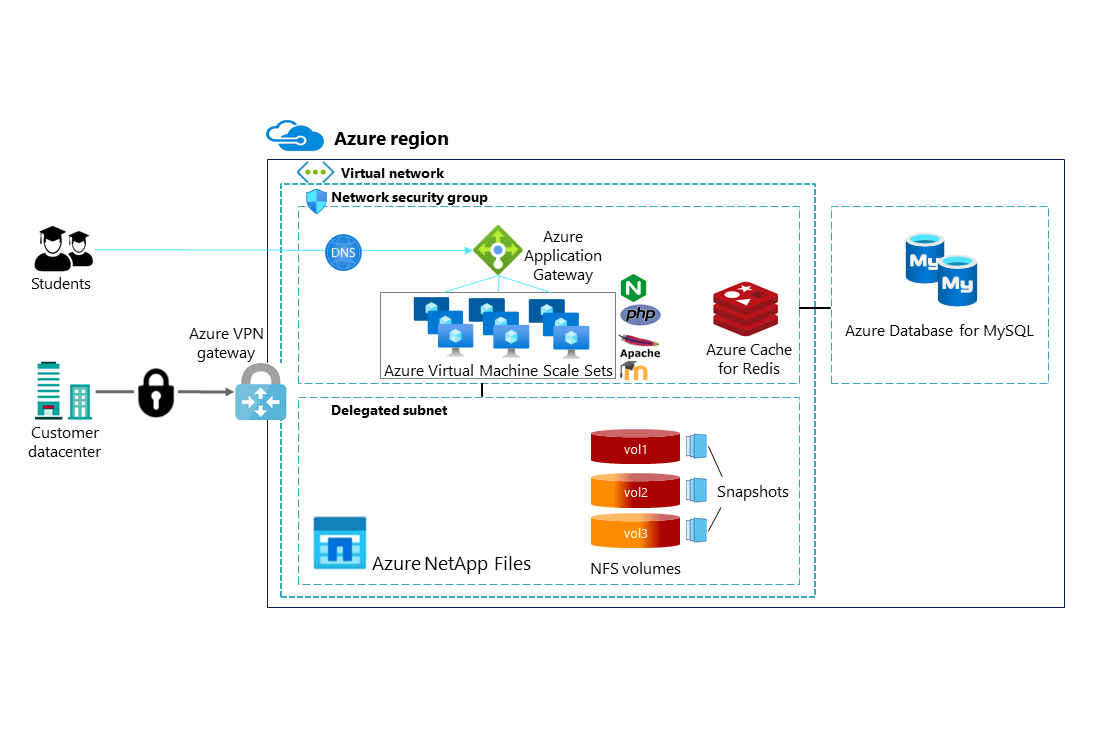 Azure region
Virtual network
Network security group
Students
DNS
Azure
Application
Gateway
N
php
Apache
m
Azure Virtual Machine Scale Sets
Azure Cache
for Redis
My
My
Azure Database for MySQL
Azure VPN
gateway
Customer
datacenter
Delegated subnet
vol1
vol2
vol3
Snapshots
NFS volumes
Azure NetApp Files